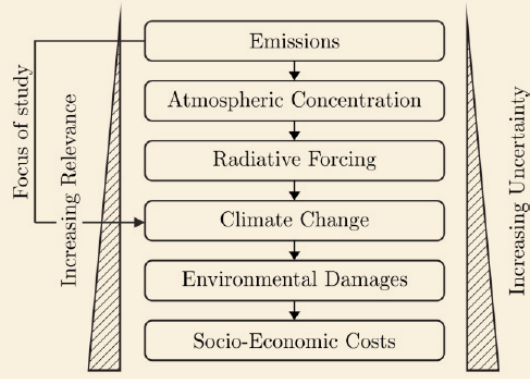 Emissions
Atmospheric Concentration
Radiative Forcing
Climate Change
Environmental Damages
Socio-Economic Costs
Focus of study
Increasing Relevance
Increasing Uncertainty